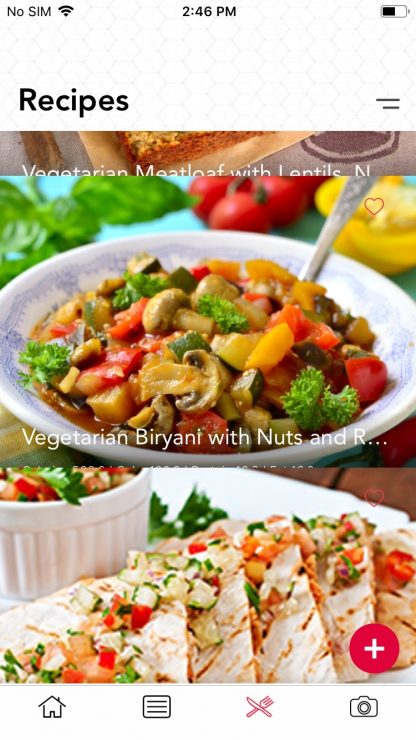 No SIM 2:46 PM
Recipes
Vegetarian Meatloaf with Lentils, N...
Vegetarian Biryani with Nuts and R...